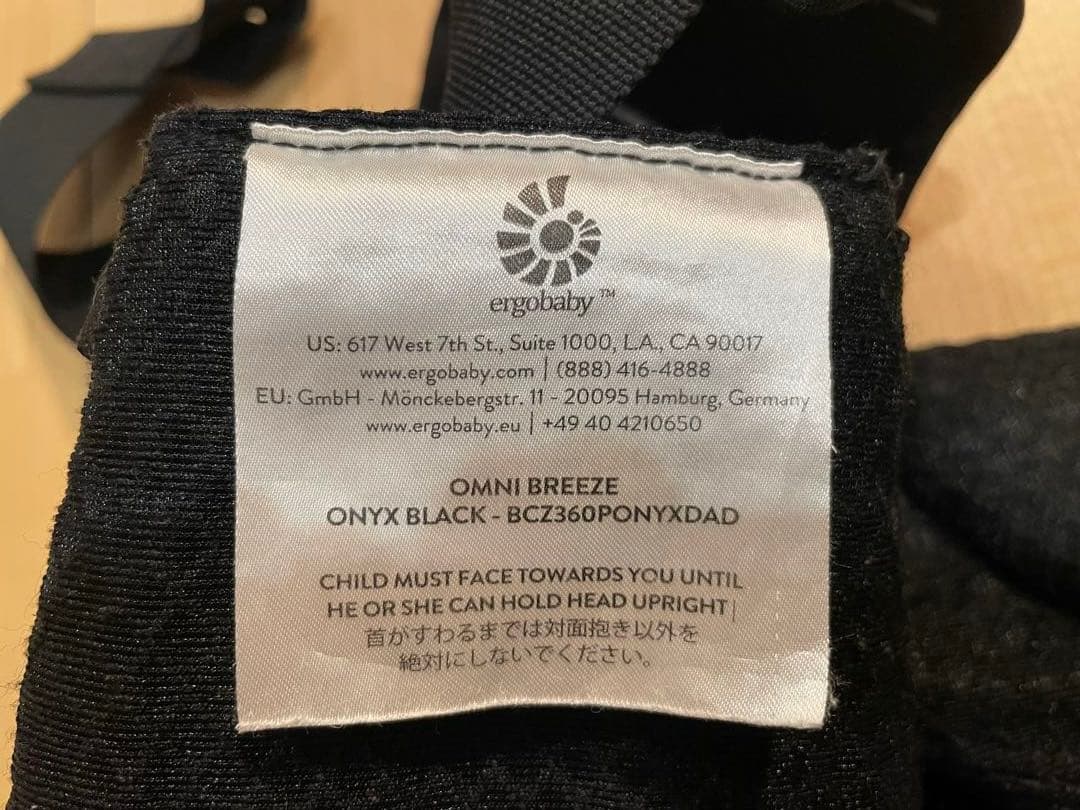 ergobaby™
US: 617 West 7th St., Suite 1000, L.A., CA 90017
www.ergobaby.com | (888) 416-4888
EU: GmbH - Mönckebergstr. 11 - 20095 Hamburg, Germany
www.ergobaby.eu | +49 40 4210650
OMNI BREEZE
ONYX BLACK - BCZ360PONYXDAD
CHILD MUST FACE TOWARDS YOU UNTIL
HE OR SHE CAN HOLD HEAD UPRIGHT |
首がすわるまでは対面抱き以外を
絶対にしないでください。